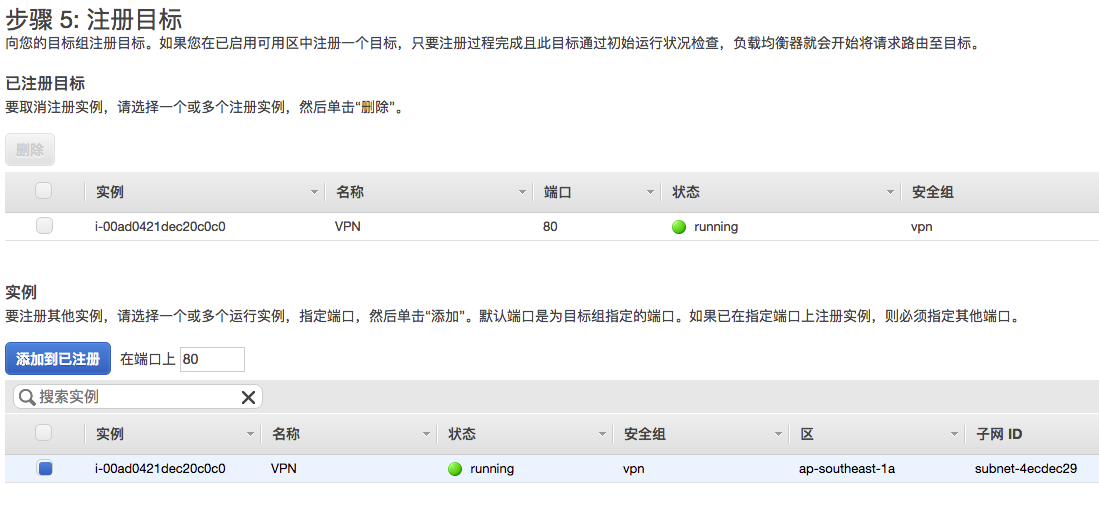 步骤 5: 注册目标
向您的目标组注册目标。如果您在已启用可用区中注册一个目标，只要注册过程完成且此目标通过初始运行状况检查，负载均衡器就会开始将请求路由至目标。
已注册目标
要取消注册实例，请选择一个或多个注册实例，然后单击“删除”。
删除
实例 名称 端口 状态 安全组
i-00ad0421dec20c0c0 VPN 80 running vpn
实例
要注册其他实例，请选择一个或多个运行实例，指定端口，然后单击“添加”。默认端口是为目标组指定的端口。如果已在指定端口上注册实例，则必须指定其他端口。
添加到已注册 在端口上 80
搜索实例
实例 名称 状态 安全组 区 子网 ID
i-00ad0421dec20c0c0 VPN running vpn ap-southeast-1a subnet-4ecdec29